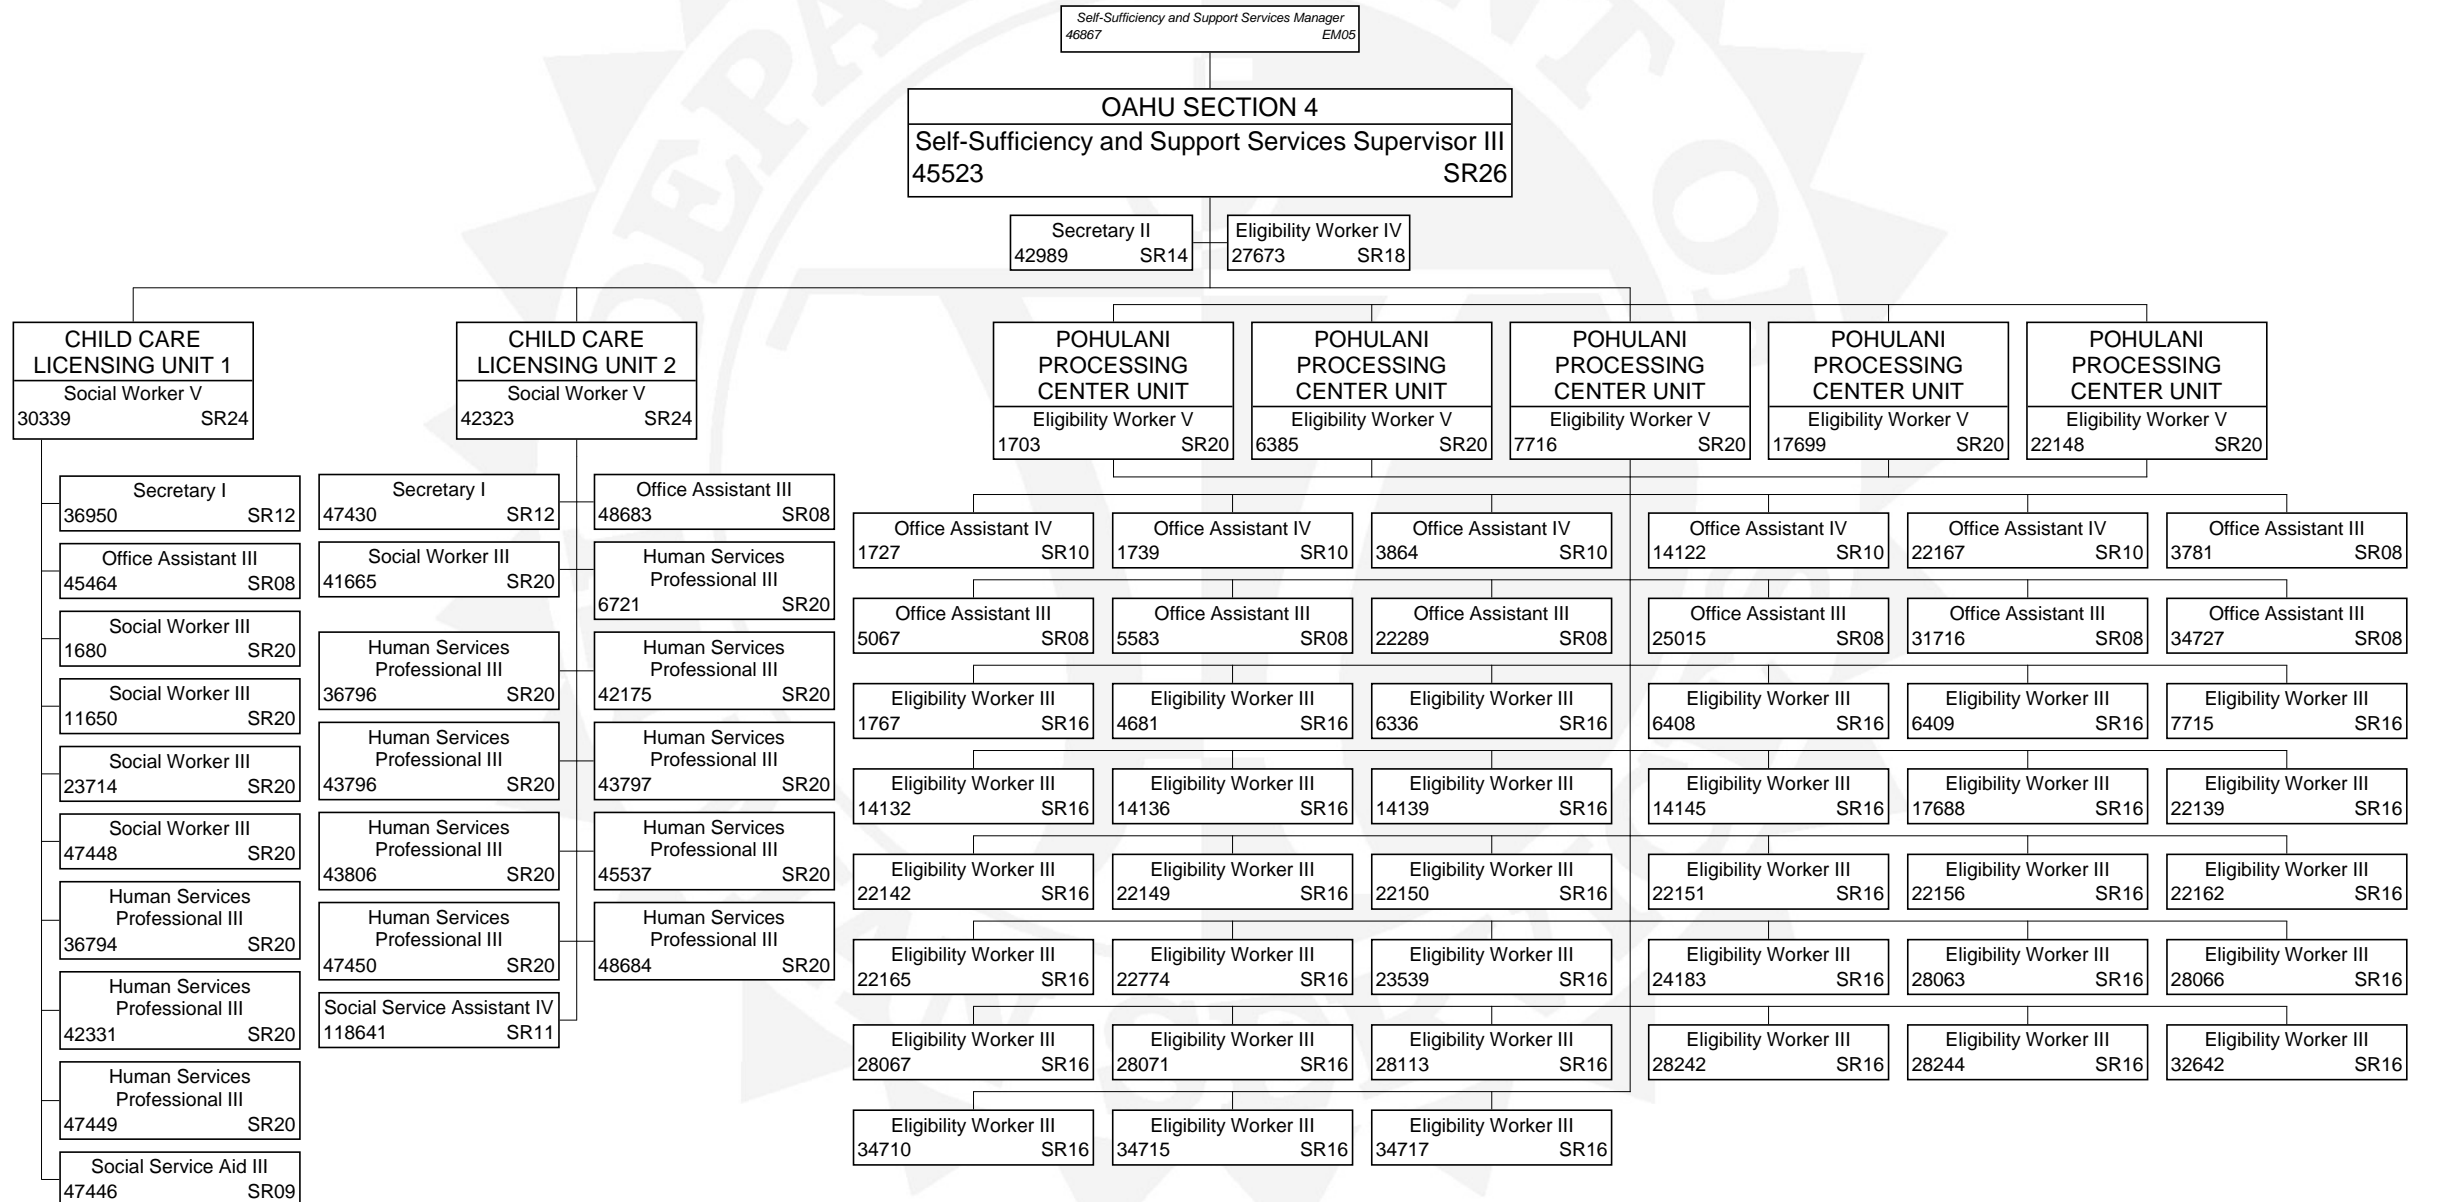 Self-Sufficiency and Support Services Manager
46867 EM05
OAHU SECTION 4
Self-Sufficiency and Support Services Supervisor III
45523 SR26
Secretary II
42989 SR14
Eligibility Worker IV
27673 SR18
CHILD CARE
LICENSING UNIT 1
Social Worker V
30339 SR24
Secretary I
36950 SR12
Office Assistant III
45464 SR08
Social Worker III
1680 SR20
Social Worker III
11650 SR20
Social Worker III
23714 SR20
Social Worker III
47448 SR20
Human Services
Professional III
36794 SR20
Human Services
Professional III
42331 SR20
Human Services
Professional III
47449 SR20
Social Service Aid III
47446 SR09
CHILD CARE
LICENSING UNIT 2
Social Worker V
42323 SR24
Secretary I
47430 SR12
Office Assistant III
48683 SR08
Social Worker III
41665 SR20
Human Services
Professional III
6721 SR20
Human Services
Professional III
36796 SR20
Human Services
Professional III
42175 SR20
Human Services
Professional III
43796 SR20
Human Services
Professional III
43797 SR20
Human Services
Professional III
43806 SR20
Human Services
Professional III
45537 SR20
Human Services
Professional III
47450 SR20
Human Services
Professional III
48684 SR20
Social Service Assistant IV
118641 SR11
POHULANI
PROCESSING
CENTER UNIT
Eligibility Worker V
1703 SR20
POHULANI
PROCESSING
CENTER UNIT
Eligibility Worker V
6385 SR20
POHULANI
PROCESSING
CENTER UNIT
Eligibility Worker V
7716 SR20
POHULANI
PROCESSING
CENTER UNIT
Eligibility Worker V
17699 SR20
POHULANI
PROCESSING
CENTER UNIT
Eligibility Worker V
22148 SR20
Office Assistant IV
1727 SR10
Office Assistant IV
1739 SR10
Office Assistant IV
3864 SR10
Office Assistant IV
14122 SR10
Office Assistant IV
22167 SR10
Office Assistant III
3781 SR08
Office Assistant III
5067 SR08
Office Assistant III
5583 SR08
Office Assistant III
22289 SR08
Office Assistant III
25015 SR08
Office Assistant III
31716 SR08
Office Assistant III
34727 SR08
Eligibility Worker III
1767 SR16
Eligibility Worker III
4681 SR16
Eligibility Worker III
6336 SR16
Eligibility Worker III
6408 SR16
Eligibility Worker III
6409 SR16
Eligibility Worker III
7715 SR16
Eligibility Worker III
14132 SR16
Eligibility Worker III
14136 SR16
Eligibility Worker III
14139 SR16
Eligibility Worker III
14145 SR16
Eligibility Worker III
17688 SR16
Eligibility Worker III
22139 SR16
Eligibility Worker III
22142 SR16
Eligibility Worker III
22149 SR16
Eligibility Worker III
22150 SR16
Eligibility Worker III
22151 SR16
Eligibility Worker III
22156 SR16
Eligibility Worker III
22162 SR16
Eligibility Worker III
22165 SR16
Eligibility Worker III
22774 SR16
Eligibility Worker III
23539 SR16
Eligibility Worker III
24183 SR16
Eligibility Worker III
28063 SR16
Eligibility Worker III
28066 SR16
Eligibility Worker III
28067 SR16
Eligibility Worker III
28071 SR16
Eligibility Worker III
28113 SR16
Eligibility Worker III
28242 SR16
Eligibility Worker III
28244 SR16
Eligibility Worker III
32642 SR16
Eligibility Worker III
34710 SR16
Eligibility Worker III
34715 SR16
Eligibility Worker III
34717 SR16